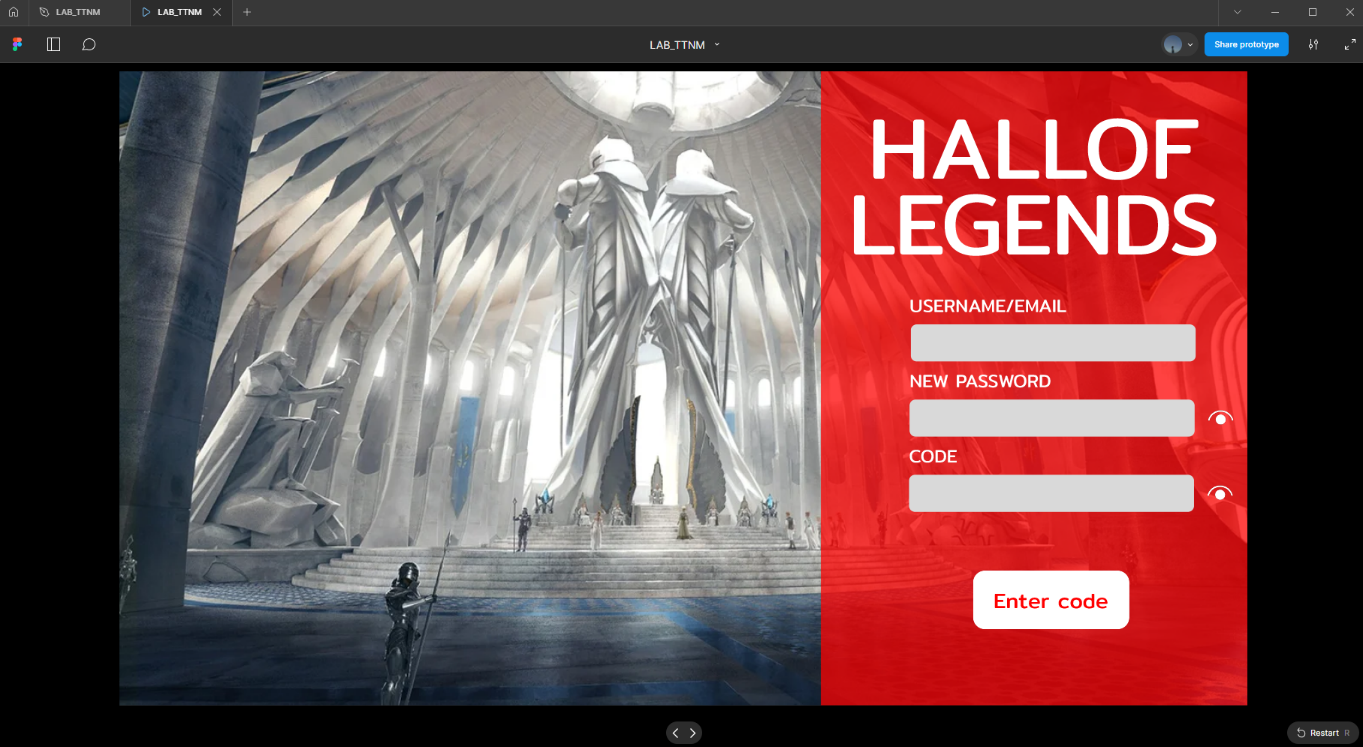 LAB_TTNM
LAB_TTNM
LAB_TTNM
Share prototype
HALLOF
LEGENDS
USERNAME/EMAIL
NEW PASSWORD
CODE
Enter code
Restart R